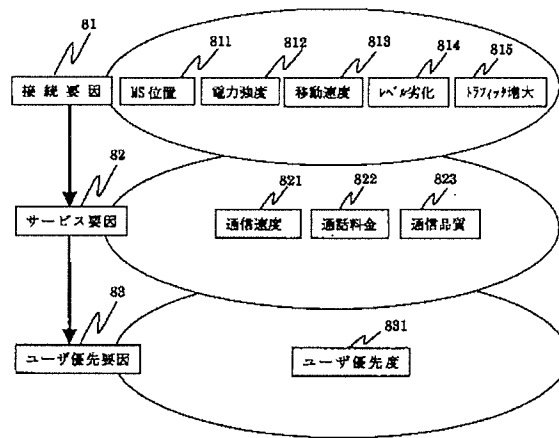 81
811
812
813
814
815
接続要因
MS位置
電力強度
移動速度
レベル劣化
トラフィック増大
82
821
822
823
サービス要因
通信速度
通話料金
通信品質
83
831
ユーザ優先要因
ユーザ優先度